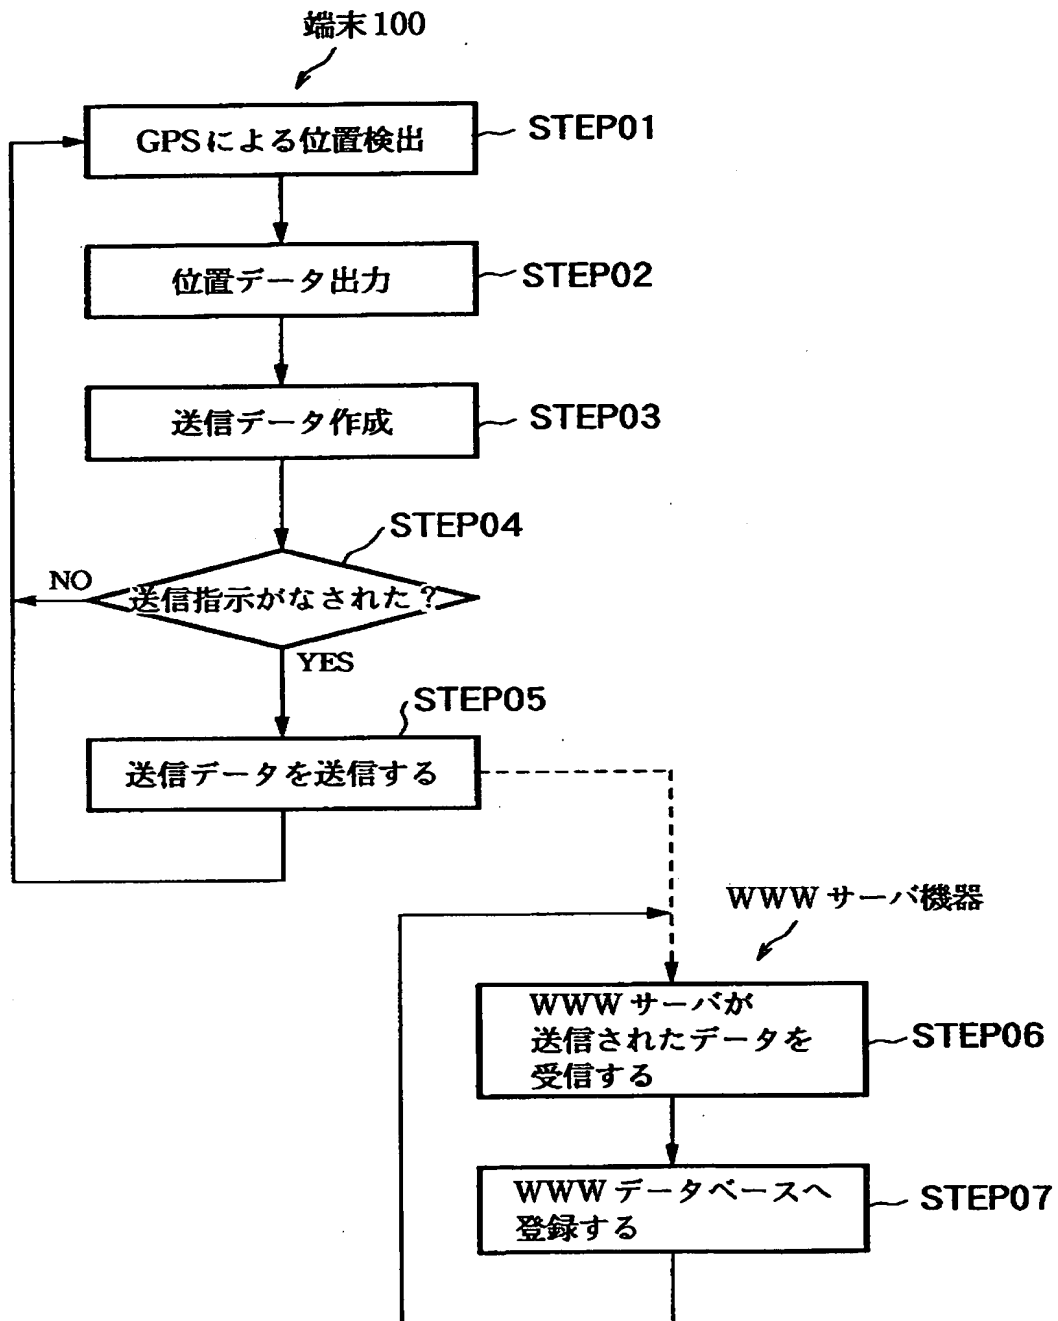 端末100
GPSによる位置検出
STEP01
位置データ出力
STEP02
送信データ作成
STEP03
STEP04
NO
送信指示がなされた？
YES
STEP05
送信データを送信する
WWWサーバ機器
WWWサーバが
送信されたデータを
受信する
STEP06
WWWデータベースへ
登録する
STEP07